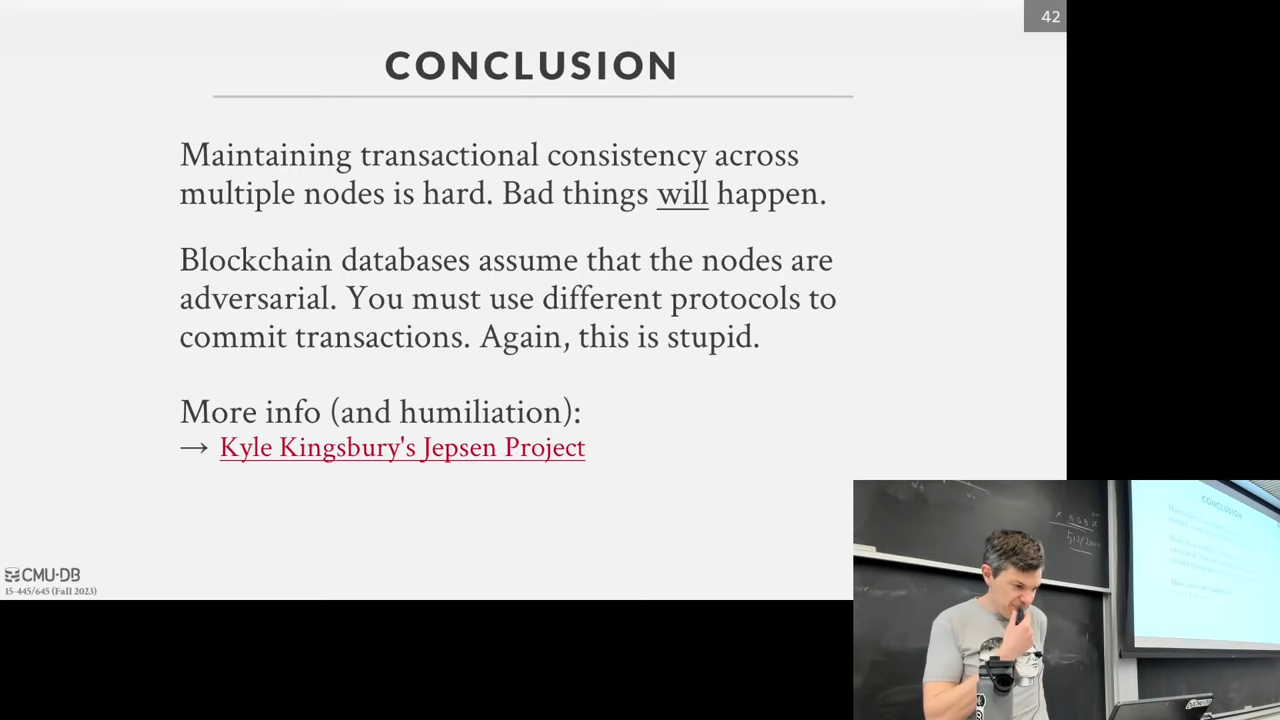 42
CONCLUSION
Maintaining transactional consistency across
multiple nodes is hard. Bad things will happen.
Blockchain databases assume that the nodes are
adversarial. You must use different protocols to
commit transactions. Again, this is stupid.
More info (and humiliation):
→ Kyle Kingsbury's Jepsen Project
CMU·DB
15-445/645 (Fall 2023)
CONCLUSION